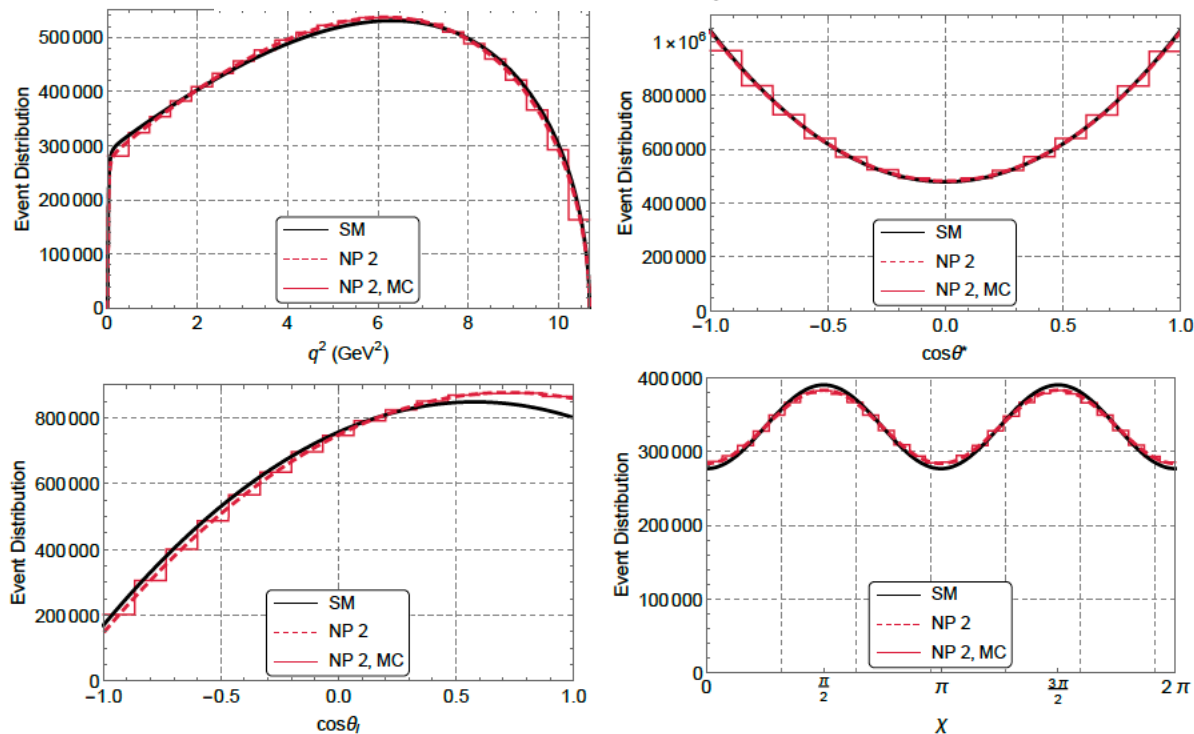 500 000
400 000
300 000
200 000
100 000
0
Event Distribution
SM
NP 2
NP 2, MC
0 2 4 6 8 10
q² (GeV²)
1 × 10⁶
800 000
600 000
400 000
200 000
0
Event Distribution
SM
NP 2
NP 2, MC
−1.0 −0.5 0.0 0.5 1.0
cosθ*
800 000
600 000
400 000
200 000
0
Event Distribution
SM
NP 2
NP 2, MC
−1.0 −0.5 0.0 0.5 1.0
cosθₗ
400 000
300 000
200 000
100 000
0
Event Distribution
SM
NP 2
NP 2, MC
0 π/2 π 3π/2 2 π
χ